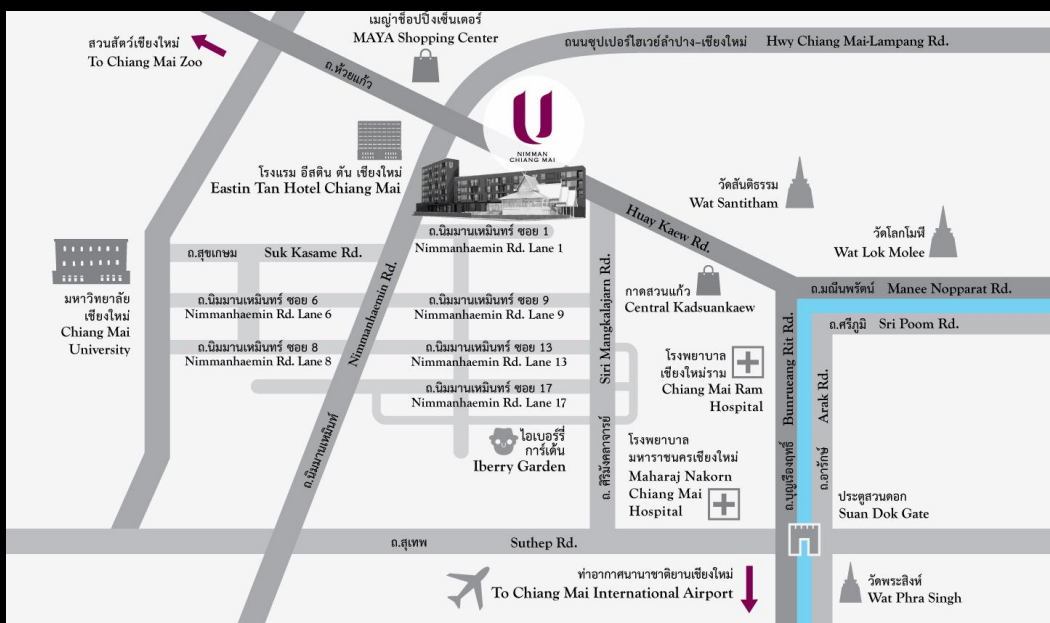 เมญ่าช็อปปิ้งเซ็นเตอร์
MAYA Shopping Center
สวนสัตว์เชียงใหม่
To Chiang Mai Zoo
ถนนซุปเปอร์ไฮเวย์ลำปาง-เชียงใหม่ Hwy Chiang Mai-Lampang Rd.
ถ.ห้วยแก้ว
U
NIMMAN
CHIANG MAI
โรงแรม อีสติน ตัน เชียงใหม่
Eastin Tan Hotel Chiang Mai
วัดสันติธรรม
Wat Santitham
Huay Kaew Rd.
วัดโลกโมฬี
Wat Lok Molee
ถ.นิมมานเหมินทร์ ซอย 1
Nimmanhaemin Rd. Lane 1
ถ.สุขเกษม Suk Kasame Rd.
มหาวิทยาลัย
เชียงใหม่
Chiang Mai
University
ถ.นิมมานเหมินทร์ ซอย 6
Nimmanhaemin Rd. Lane 6
ถ.นิมมานเหมินทร์ ซอย 9
Nimmanhaemin Rd. Lane 9
กาดสวนแก้ว
Central Kadsuankaew
ถ.มณีนพรัตน์ Manee Nopparat Rd.
ถ.ศรีภูมิ Sri Poom Rd.
ถ.นิมมานเหมินทร์ ซอย 8
Nimmanhaemin Rd. Lane 8
ถ.นิมมานเหมินทร์ ซอย 13
Nimmanhaemin Rd. Lane 13
ถ.นิมมานเหมินทร์ ซอย 17
Nimmanhaemin Rd. Lane 17
ถ.นิมมานเหมินท์ Nimmanhaemin Rd.
ถ. ศิริมังคลาจารย์ Siri Mangkalajarn Rd.
โรงพยาบาล
เชียงใหม่ราม
Chiang Mai Ram
Hospital
ถ.บุญเรืองฤทธิ์ Bunrueang Rit Rd.
ถ.อารักษ์ Arak Rd.
ไอเบอร์รี่
การ์เด้น
Iberry Garden
โรงพยาบาล
มหาราชนครเชียงใหม่
Maharaj Nakorn
Chiang Mai
Hospital
ประตูสวนดอก
Suan Dok Gate
ถ.สุเทพ Suthep Rd.
ท่าอากาศนานาชาติยานเชียงใหม่
To Chiang Mai International Airport
วัดพระสิงห์
Wat Phra Singh